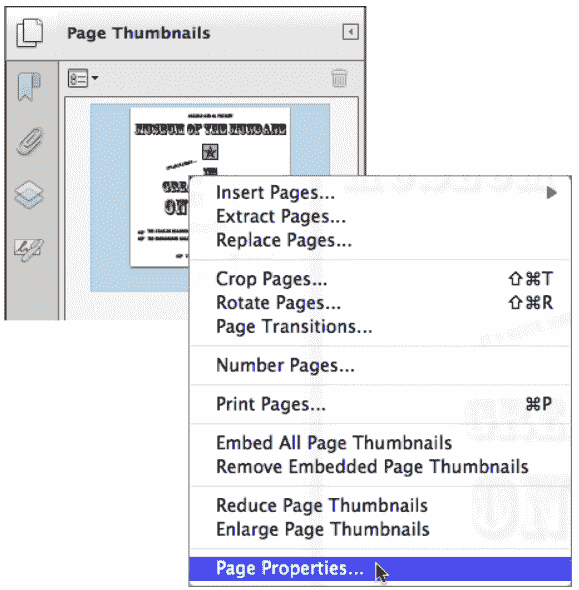 Page Thumbnails
MUSEUM OF THE MUNDANE
Insert Pages...
Extract Pages...
Replace Pages...
Crop Pages... ⇧⌘T
Rotate Pages... ⇧⌘R
Page Transitions...
Number Pages...
Print Pages... ⌘P
Embed All Page Thumbnails
Remove Embedded Page Thumbnails
Reduce Page Thumbnails
Enlarge Page Thumbnails
Page Properties...